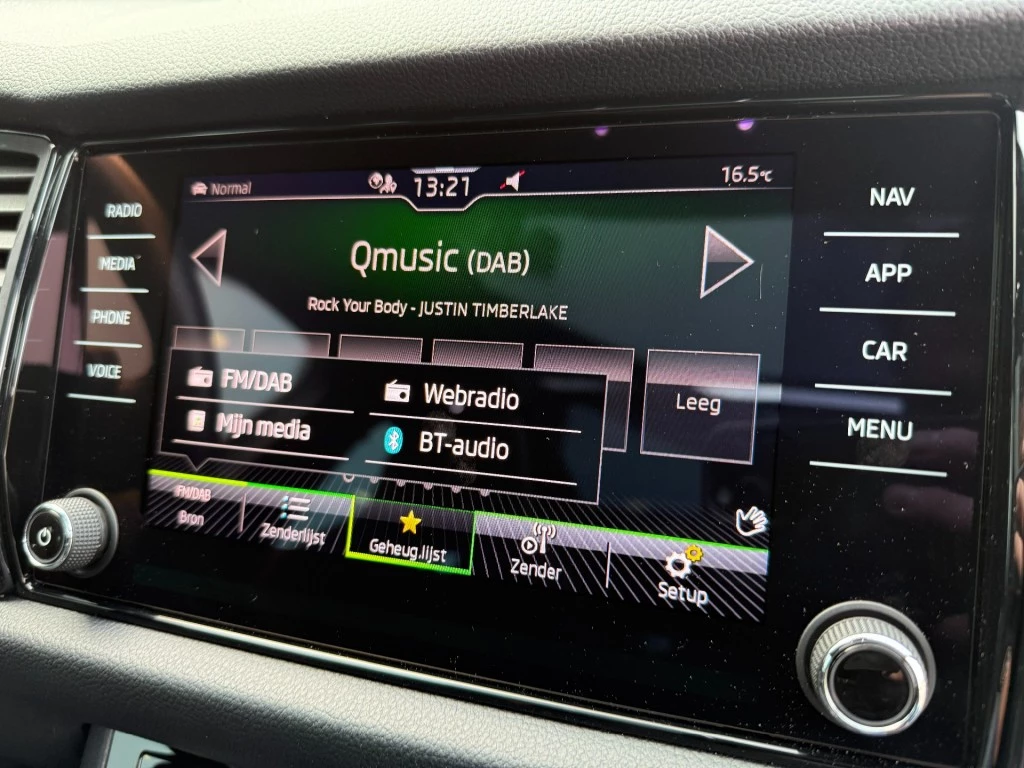 RADIO
MEDIA
PHONE
VOICE
Normal
13:21
16.5°C
Qmusic (DAB)
Rock Your Body - JUSTIN TIMBERLAKE
FM/DAB
Webradio
Mijn media
BT-audio
Leeg
FM/DAB
Bron
Zenderlijst
Geheug.lijst
Zender
Setup
NAV
APP
CAR
MENU